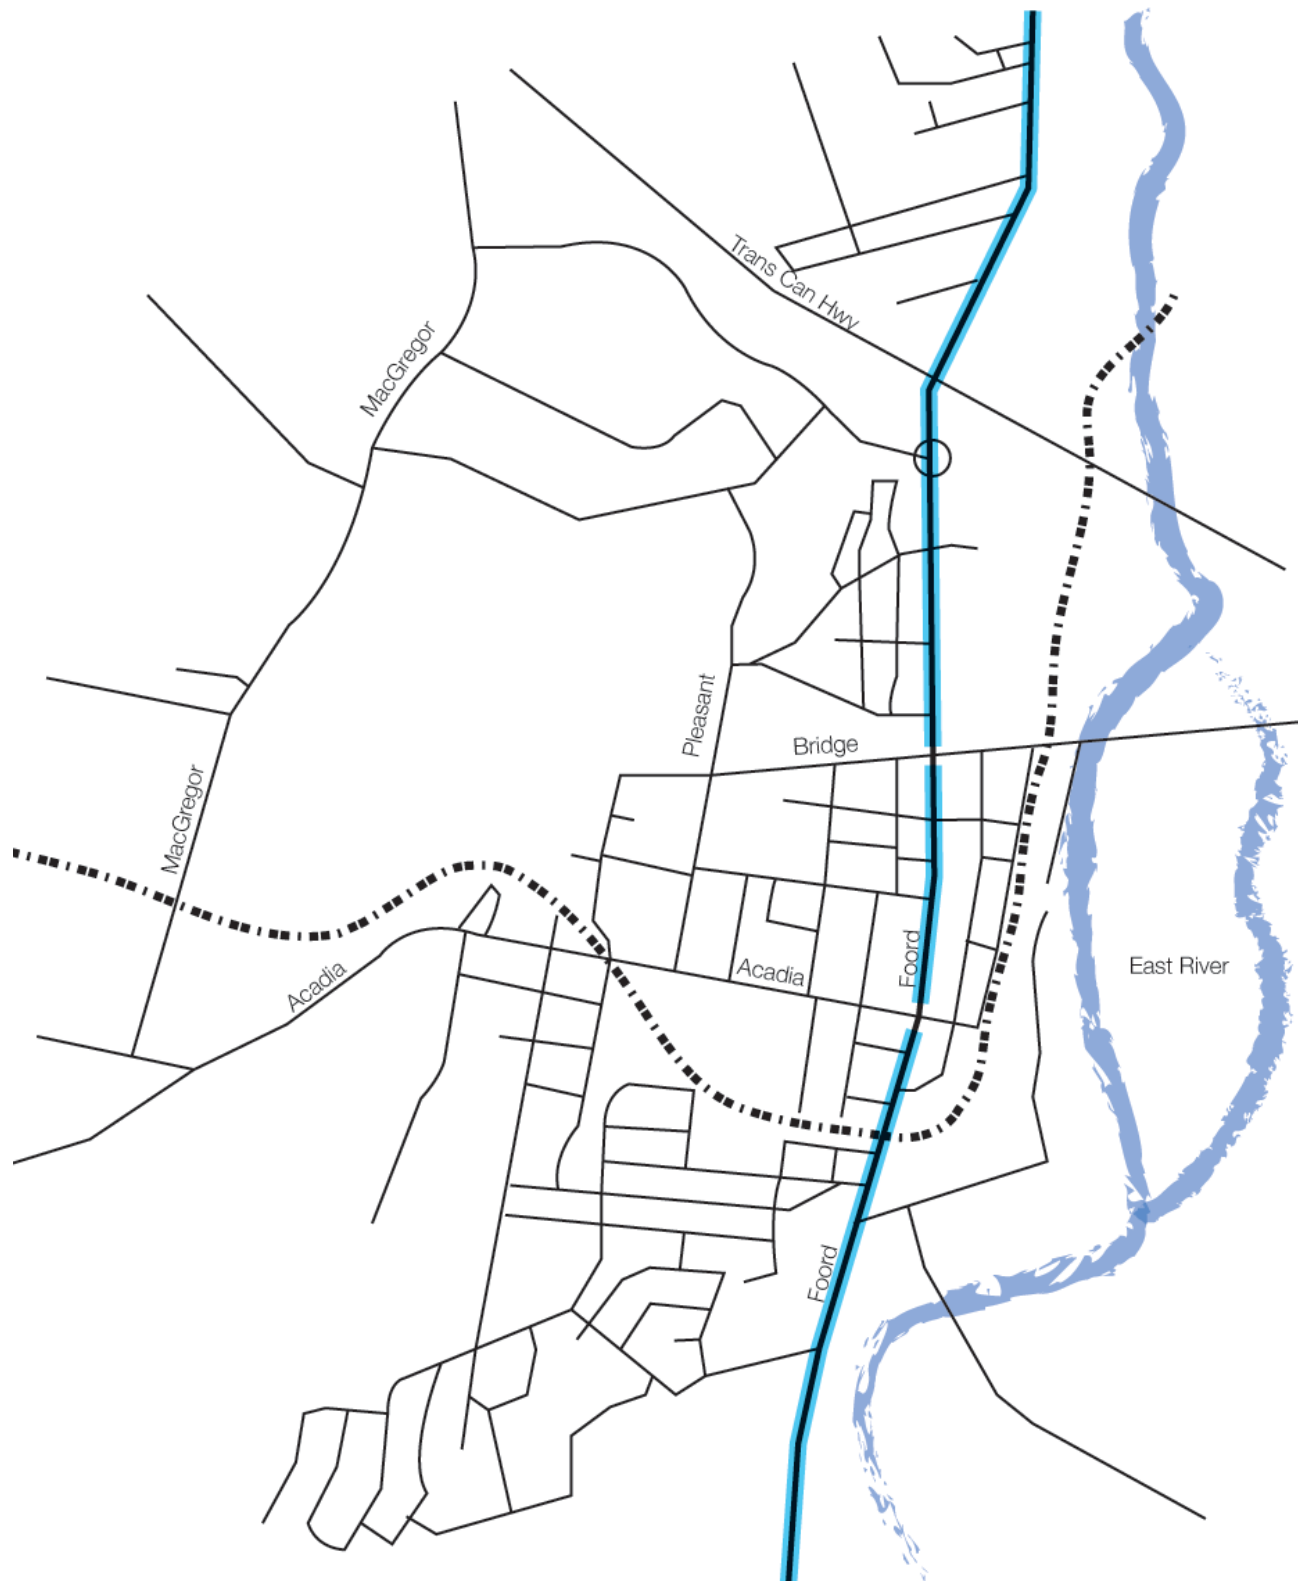 Trans Can Hwy
MacGregor
Pleasant
Bridge
MacGregor
Foord
Acadia
East River
Acadia
Foord